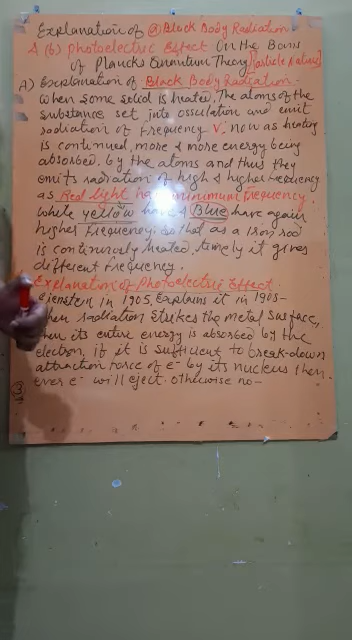 Explanation of (a) Black Body Radiation
& (b) Photoelectric Effect On the Basis
of Plancks Quantum Theory [Particle Nature]
A) Explanation of Black Body Radiation -
When Some Solid is heated, The atoms of the
substance set into ossulation and emit
radiation of frequency ν, now as heating
is continued, more & more energy being
absorbed by the atoms and thus they
emits radiation of high & higher frequency
as Red light has minimum frequency,
while yellow have & Blue have again
higher frequency. so that as a Iron rod
is continuously heated, it gives
different frequency.
Explanation of Photoelectric Effect.
in 1905, Explains it in 1905-
when radiation strikes the metal surface,
then its entire energy is absorbed by the
electron, if it is sufficient to break-down
attraction force of e- by its nucleus then
ever e- will eject. otherwise no-